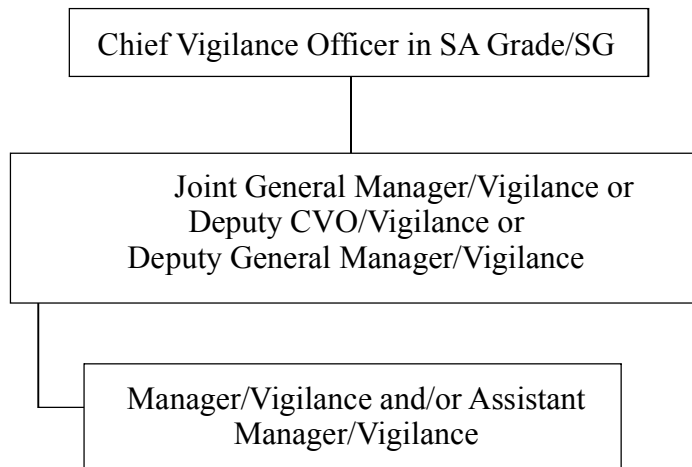 Chief Vigilance Officer in SA Grade/SG
Joint General Manager/Vigilance or
Deputy CVO/Vigilance or
Deputy General Manager/Vigilance
Manager/Vigilance and/or Assistant
Manager/Vigilance